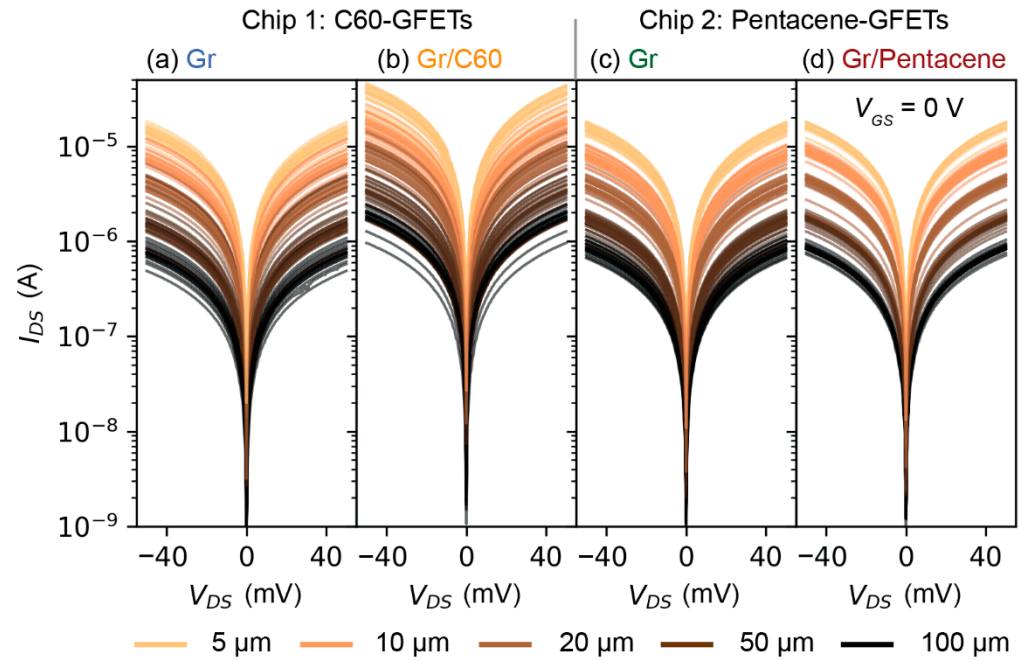 Chip 1: C60-GFETs
Chip 2: Pentacene-GFETs
(a) Gr
(b) Gr/C60
(c) Gr
(d) Gr/Pentacene
V_GS = 0 V
I_DS (A)
10⁻⁵
10⁻⁶
10⁻⁷
10⁻⁸
10⁻⁹
−40 0 40
−40 0 40
−40 0 40
−40 0 40
V_DS (mV)
V_DS (mV)
V_DS (mV)
V_DS (mV)
5 μm
10 μm
20 μm
50 μm
100 μm